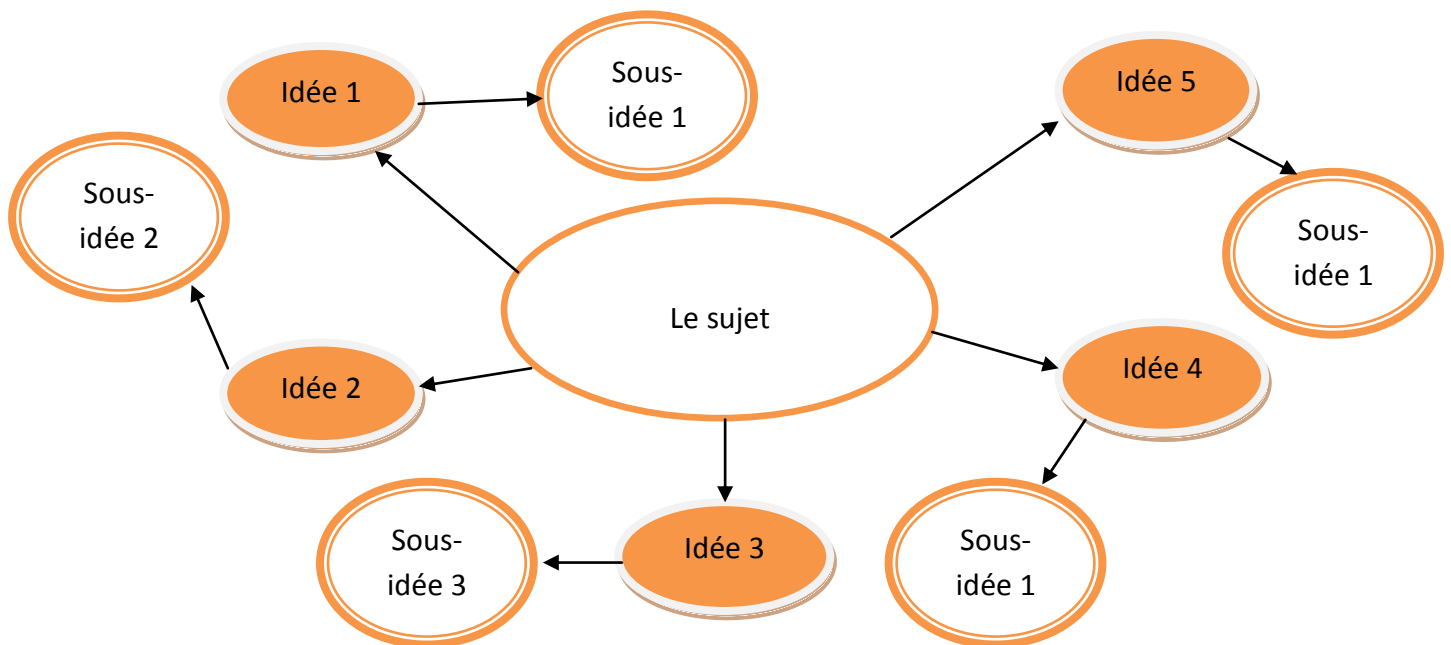 Idée 1
Sous-
idée 1
Idée 5
Sous-
idée 2
Sous-
idée 1
Le sujet
Idée 2
Idée 4
Sous-
idée 3
Idée 3
Sous-
idée 1